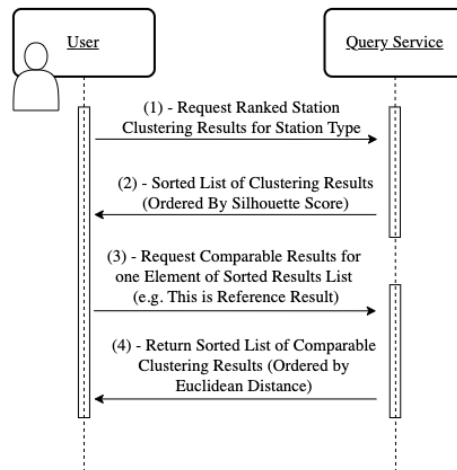 User
Query Service
(1) - Request Ranked Station
Clustering Results for Station Type
(2) - Sorted List of Clustering Results
(Ordered By Silhouette Score)
(3) - Request Comparable Results for
one Element of Sorted Results List
(e.g. This is Reference Result)
(4) - Return Sorted List of Comparable
Clustering Results (Ordered by
Euclidean Distance)